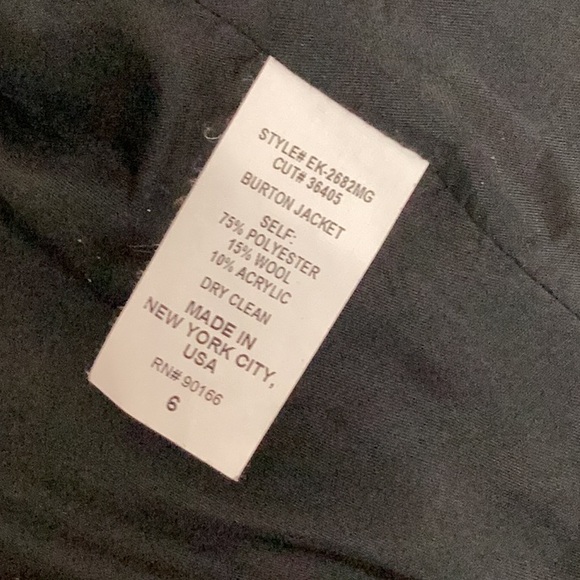 STYLE# EK-2682MG
CUT# 36405
BURTON JACKET
SELF:
75% POLYESTER
15% WOOL
10% ACRYLIC
DRY CLEAN
MADE IN
NEW YORK CITY,
USA
RN# 90166
6